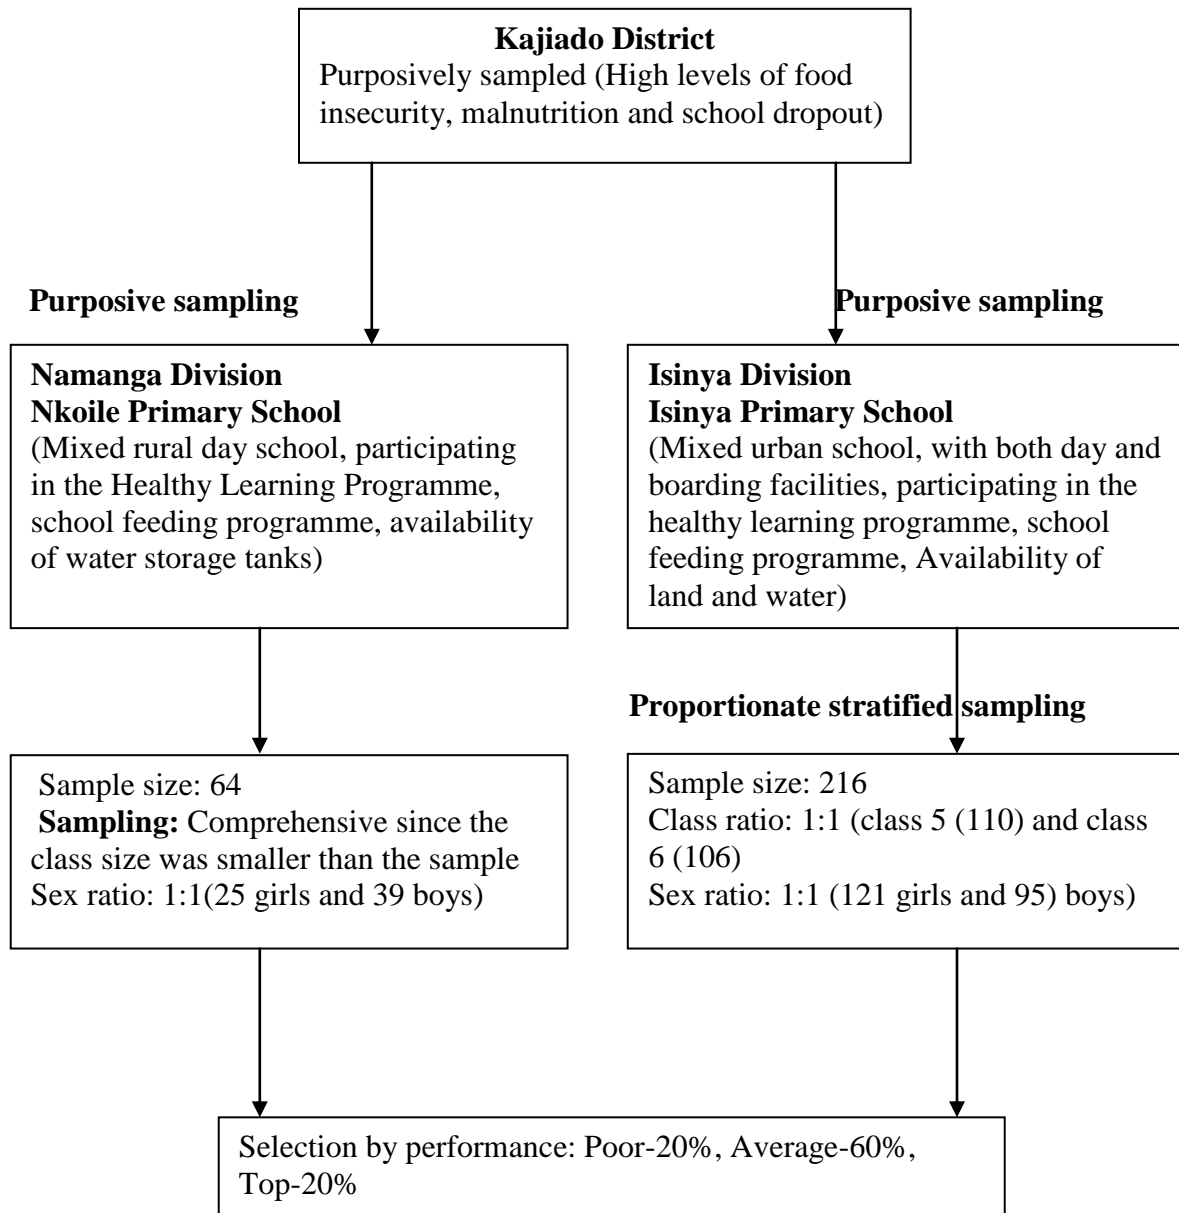 Kajiado District
Purposively sampled (High levels of food
insecurity, malnutrition and school dropout)
Purposive sampling
Purposive sampling
Namanga Division
Nkoile Primary School
(Mixed rural day school, participating
in the Healthy Learning Programme,
school feeding programme, availability
of water storage tanks)
Isinya Division
Isinya Primary School
(Mixed urban school, with both day and
boarding facilities, participating in the
healthy learning programme, school
feeding programme, Availability of
land and water)
Proportionate stratified sampling
Sample size: 64
Sampling: Comprehensive since the
class size was smaller than the sample
Sex ratio: 1:1(25 girls and 39 boys)
Sample size: 216
Class ratio: 1:1 (class 5 (110) and class
6 (106)
Sex ratio: 1:1 (121 girls and 95) boys)
Selection by performance: Poor-20%, Average-60%,
Top-20%